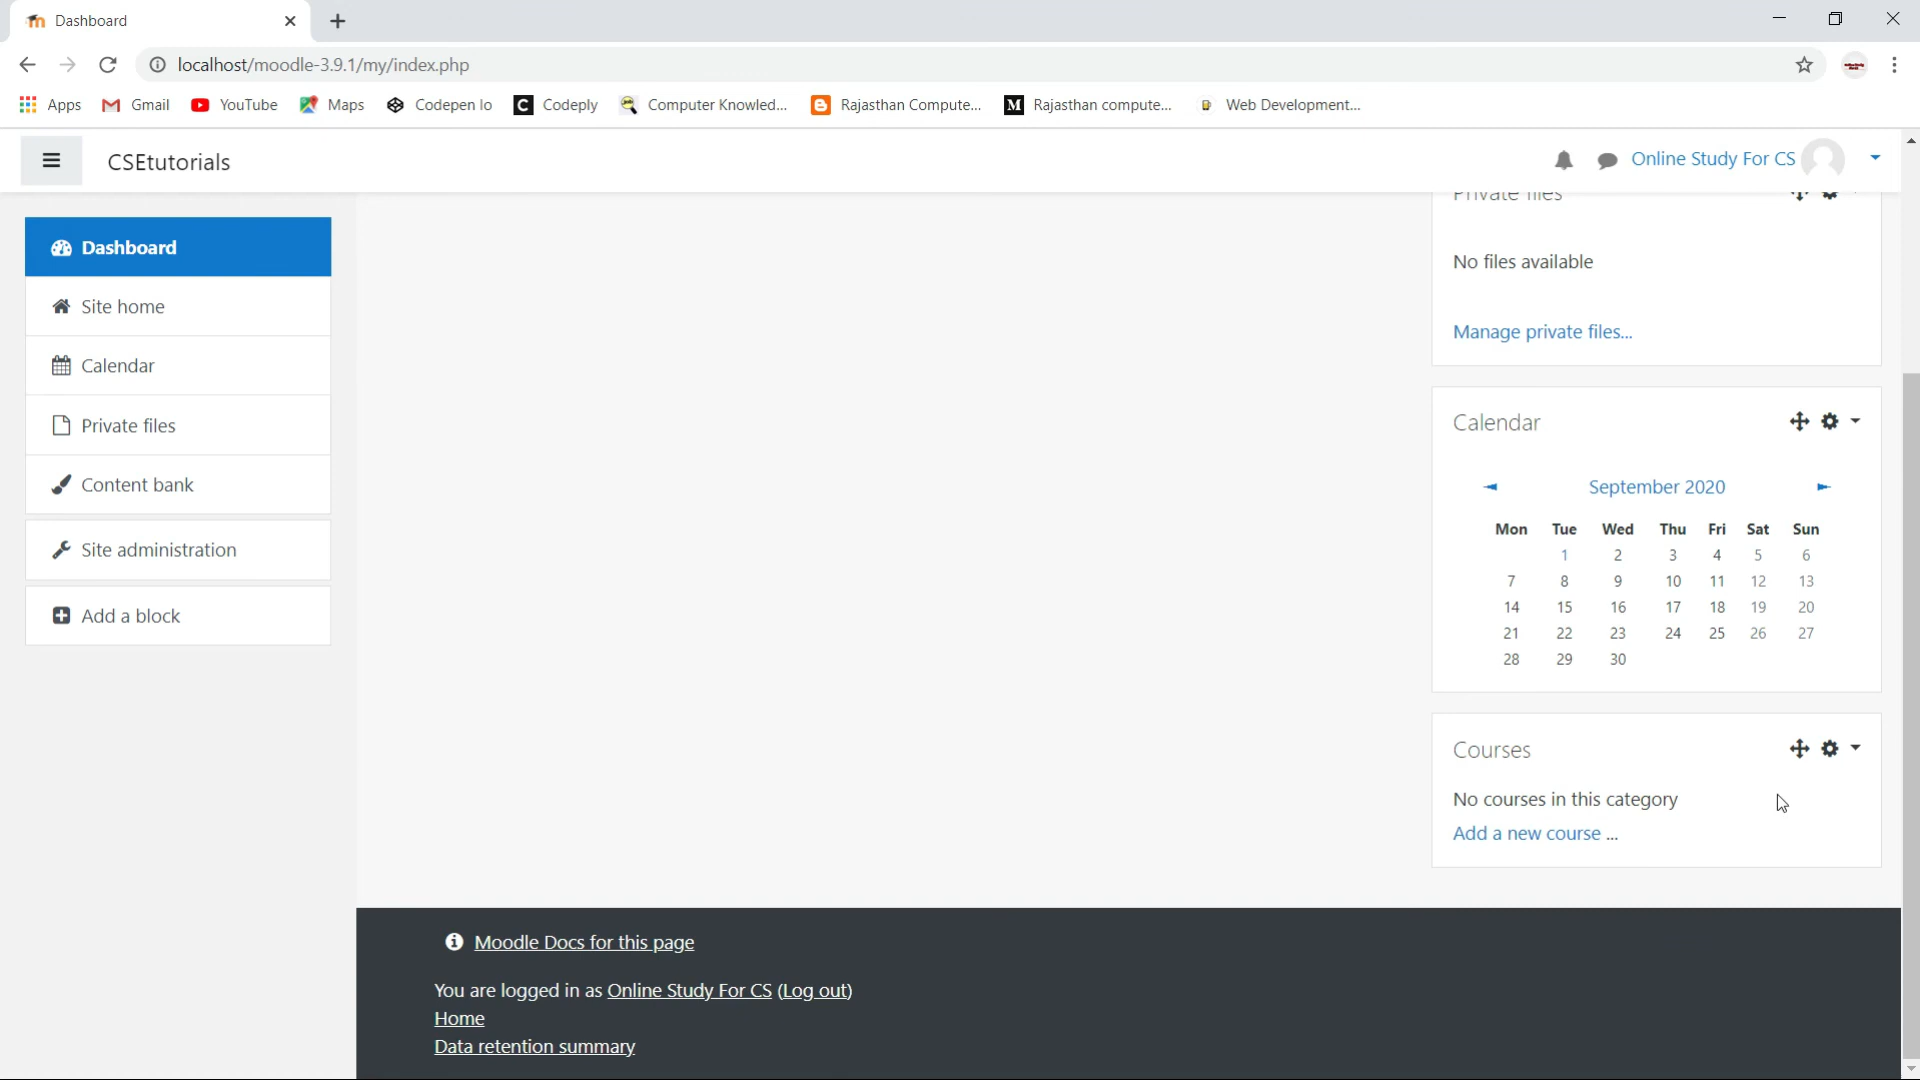 Dashboard
localhost/moodle-3.9.1/my/index.php
Apps Gmail YouTube Maps Codepen Io Codeply Computer Knowled... Rajasthan Compute... Rajasthan compute... Web Development...
CSEtutorials
Online Study For CS
Dashboard
Site home
Calendar
Private files
Content bank
Site administration
Add a block
Private files
No files available
Manage private files...
Calendar
September 2020
Mon Tue Wed Thu Fri Sat Sun
1 2 3 4 5 6
7 8 9 10 11 12 13
14 15 16 17 18 19 20
21 22 23 24 25 26 27
28 29 30
Courses
No courses in this category
Add a new course ...
Moodle Docs for this page
You are logged in as Online Study For CS (Log out)
Home
Data retention summary